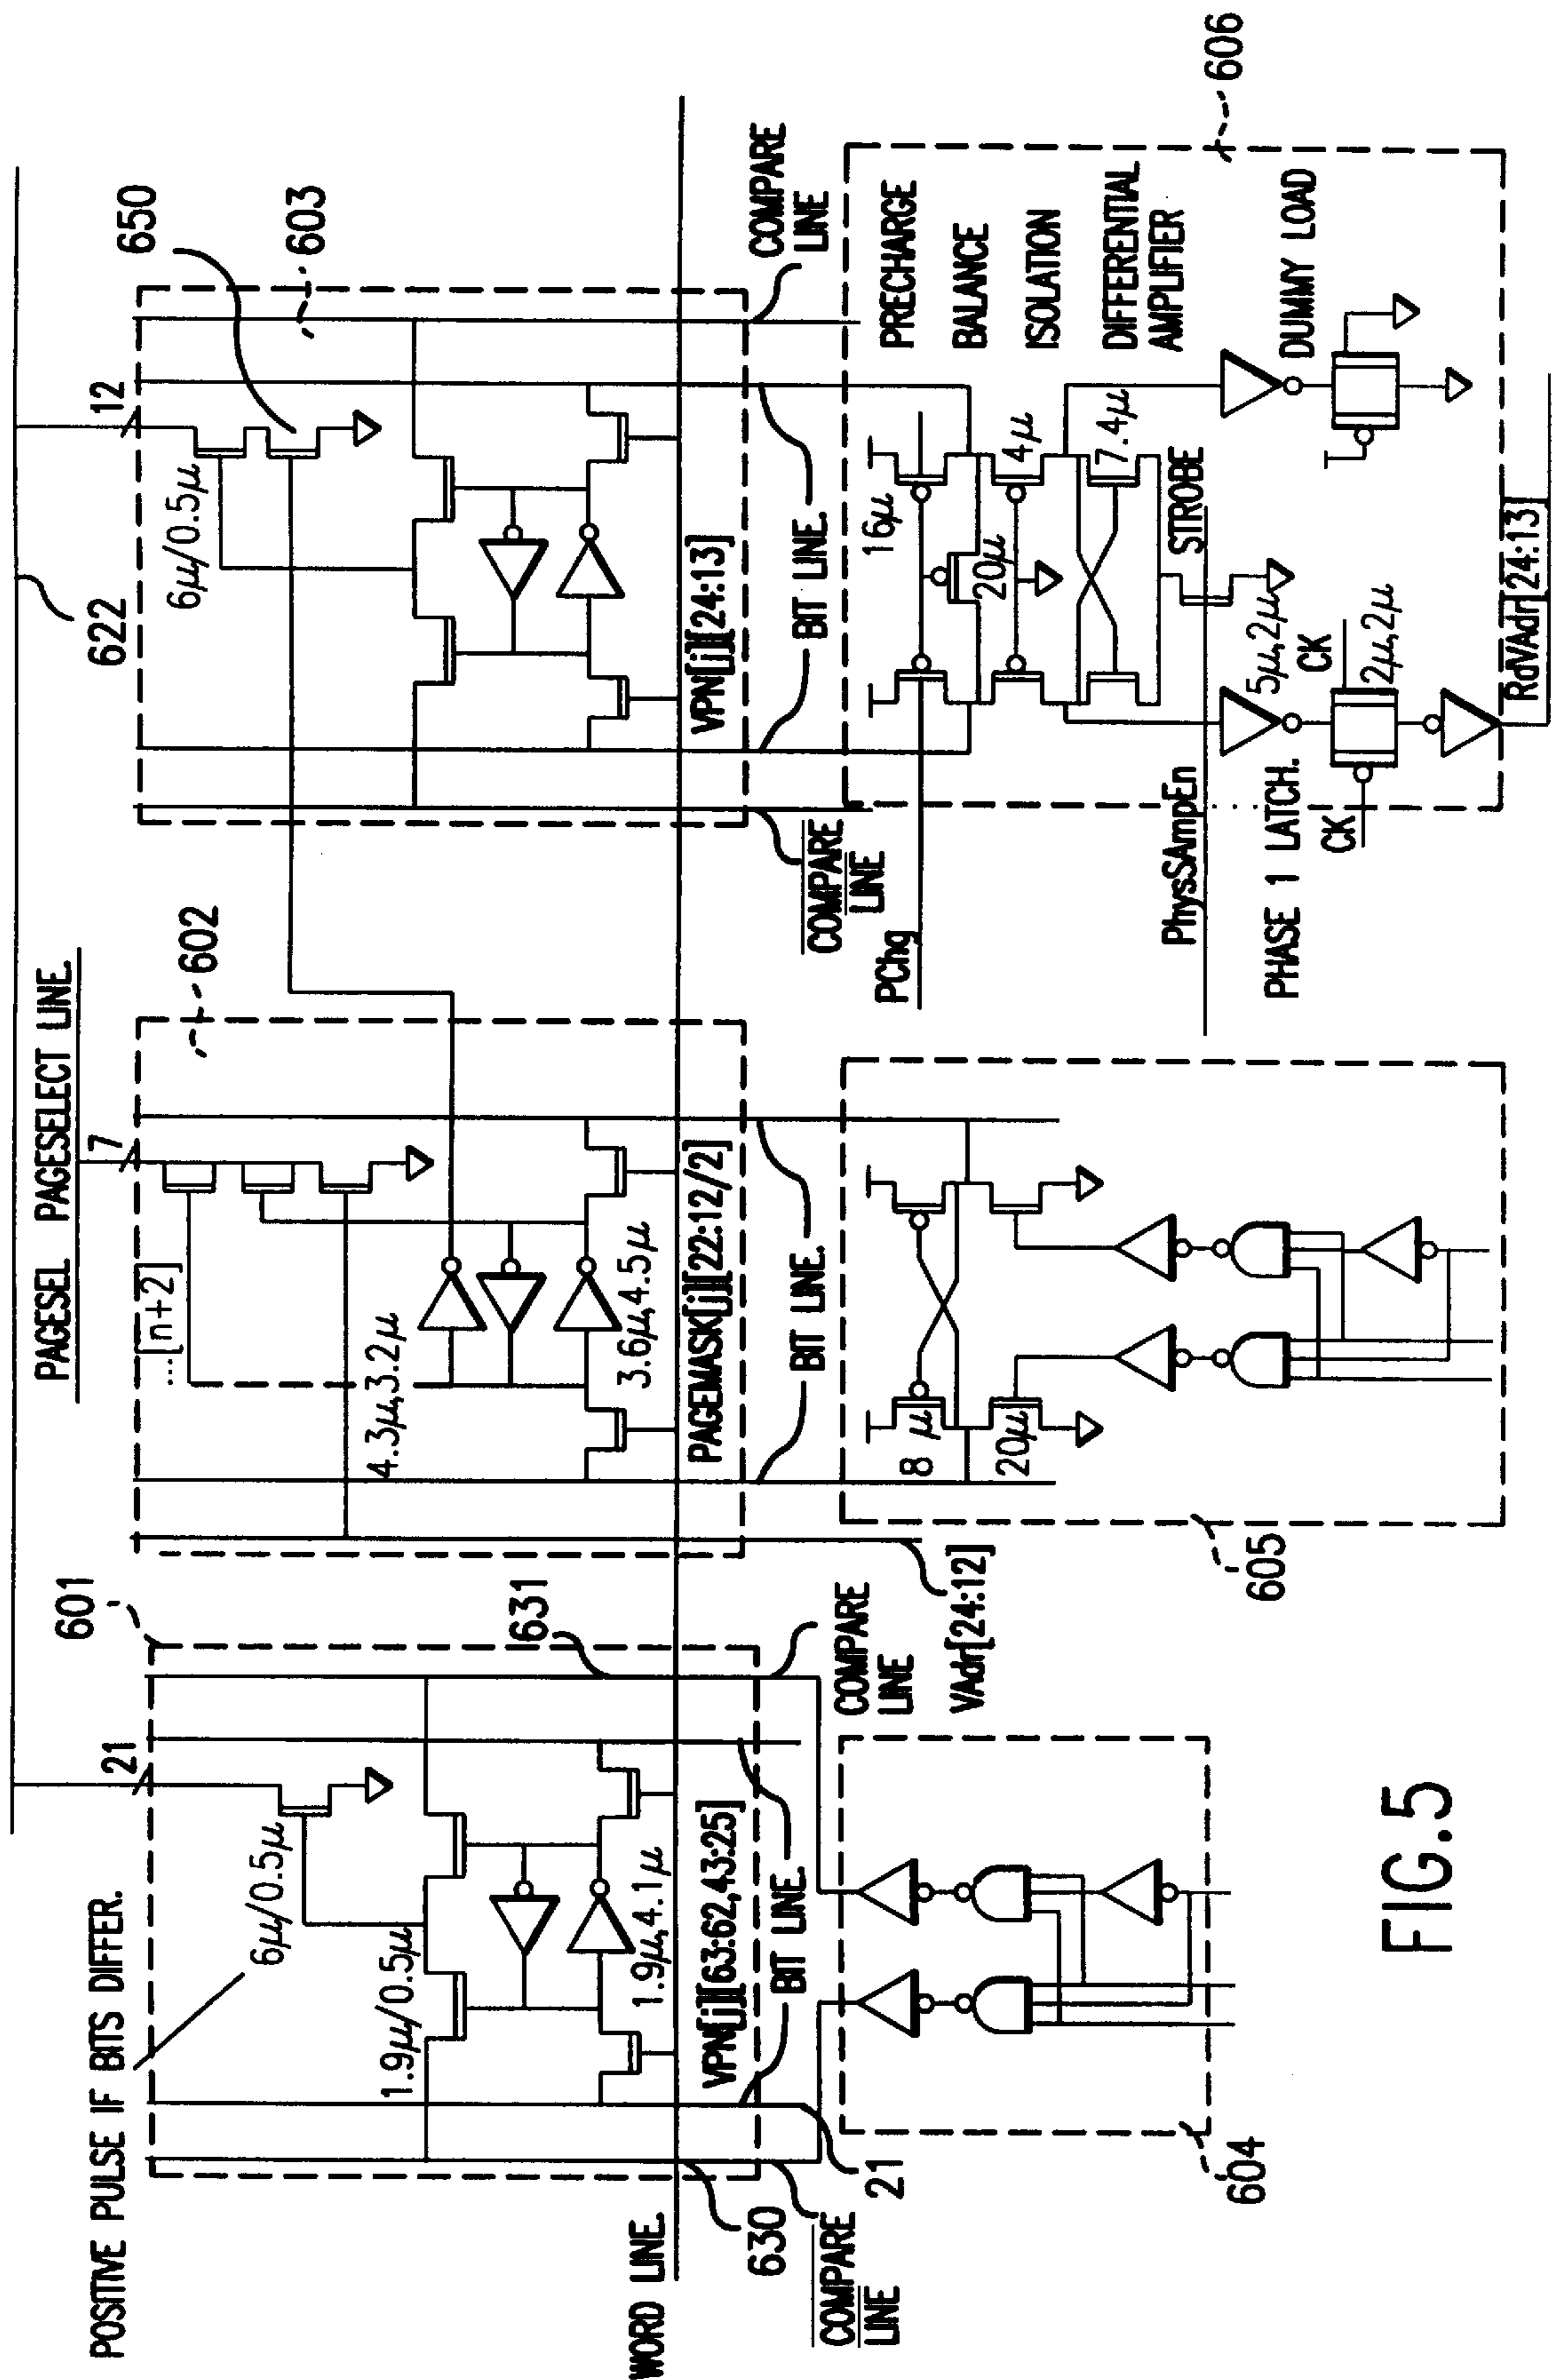 POSITIVE PULSE IF BITS DIFFER.
601
21
6μ/0.5μ
1.9μ/0.5μ
1.9μ,4.1μ
VPN[j][63:62,43:25]
WORD LINE.
630
631
COMPARE
LINE
21
BIT LINE.
COMPARE
LINE
604
PAGESEL PAGESELECT LINE.
7
602
...[n+2]
4.3μ,3.2μ
3.6μ,4.5μ
PAGEMASK[j][22:12/2]
VAdr[24:12]
BIT LINE.
8 μ
20μ
605
622
12
650
603
6μ/0.5μ
VPN[j][24:13]
COMPARE
LINE
BIT LINE.
COMPARE
LINE
606
PChg
16μ
PRECHARGE
20μ
BALANCE
4μ
ISOLATION
7.4μ
DIFFERENTIAL
AMPLIFIER
STROBE
PhysSAmpEn
PHASE 1 LATCH.
5μ,2μ
CK
CK
2μ,2μ
DUMMY LOAD
RdVAdr[24:13]
FIG.5